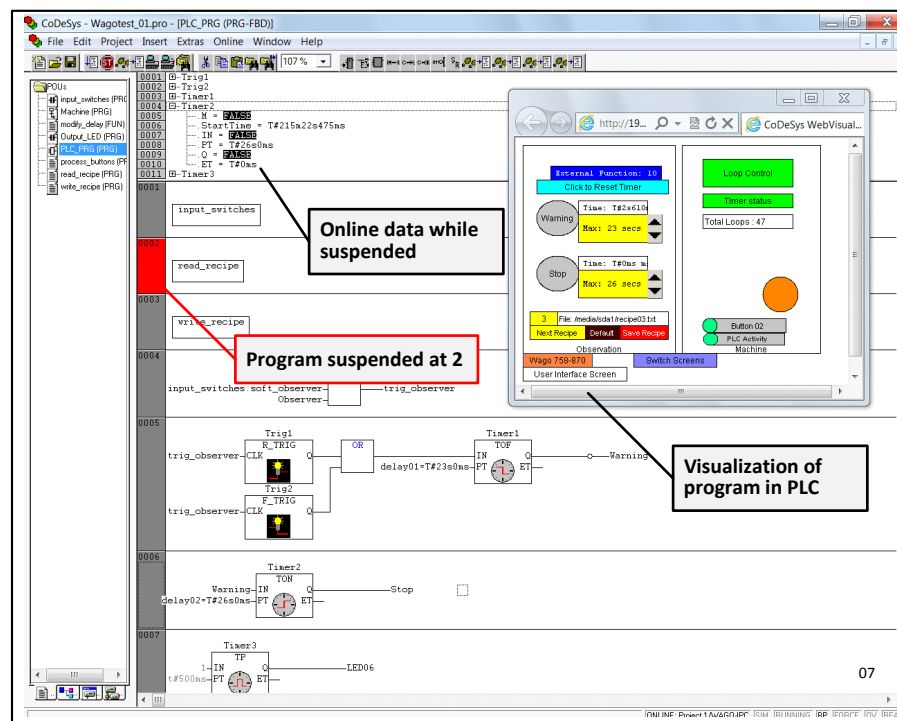 CoDeSys - Wagotest_01.pro - [PLC_PRG (PRG-FBD)]
File Edit Project Insert Extras Online Window Help
107 %
POUs
input_switches (PRG
Machine (PRG)
modify_delay (FUN)
Output_LED (PRG)
PLC_PRG (PRG)
process_buttons (PF
read_recipe (PRG)
write_recipe (PRG)
0001 Trig1
0002 Trig2
0003 Timer1
0004 Timer2
0005 .M = FALSE
0006 .StartTime = T#215m22s475ms
0007 .IN = FALSE
0008 .PT = T#26s0ms
0009 .Q = FALSE
0010 .ET = T#0ms
0011 Timer3
0001
input_switches
0002
read_recipe
0003
write_recipe
0004
input_switches.soft_observer
Observer
trig_observer
0005
Trig1
R_TRIG
trig_observer CLK Q
OR
Timer1
TOF
IN Q
Warning
delay01=T#23s0ms PT ET
Trig2
F_TRIG
trig_observer CLK Q
0006
Timer2
TON
Warning IN Q Stop
delay02=T#26s0ms PT ET
0007
Timer3
TP
1 IN Q LED06
t#500ms PT ET
Online data while
suspended
Program suspended at 2
Visualization of
program in PLC
http://19...
CoDeSys WebVisual...
External Function: 10
Click to Reset Timer
Warning
Time: T#2s610
Max: 23 secs
Stop
Time: T#0ms
Max: 26 secs
3 File: /media/sda1/recipe03.txt
Next Recipe Default Save Recipe
Observation
Wago 758-870
Switch Screens
User Interface Screen
Loop Control
Timer status
Total Loops : 47
Button 02
PLC Activity
Machine
07
ONLINE: SIM RUNNING BP FORCE OV